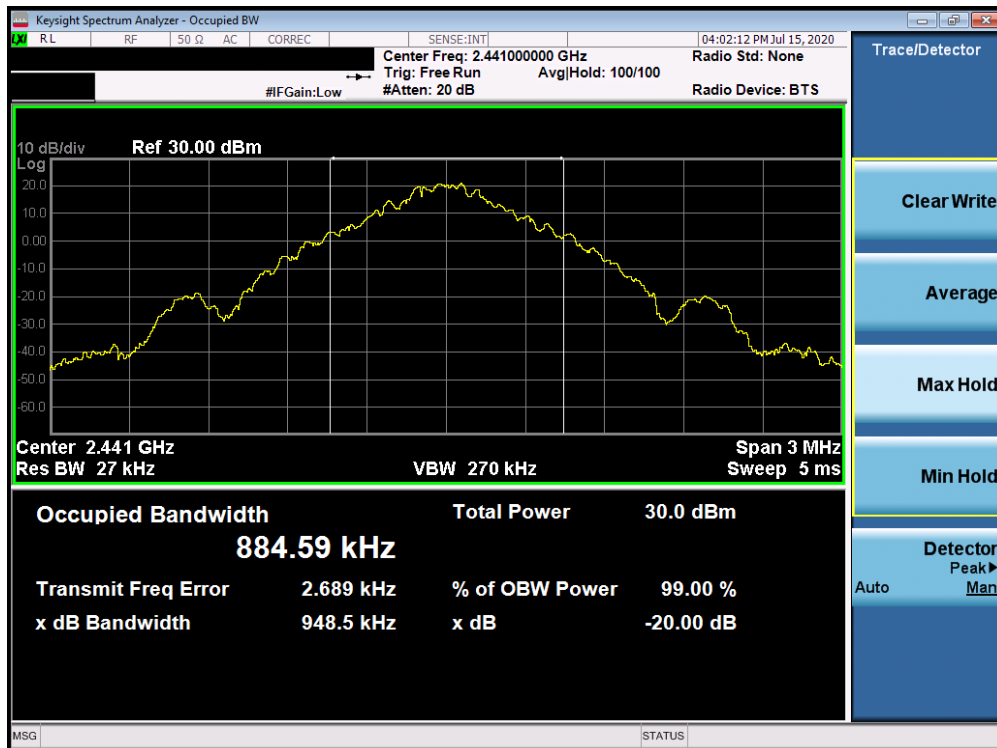 Keysight Spectrum Analyzer - Occupied BW
LXI RL RF 50 Ω AC CORREC SENSE:INT 04:02:12 PM Jul 15, 2020
Center Freq: 2.441000000 GHz Radio Std: None
Trig: Free Run Avg|Hold: 100/100
#IFGain:Low #Atten: 20 dB Radio Device: BTS
10 dB/div Ref 30.00 dBm
Log
20.0
10.0
0.00
-10.0
-20.0
-30.0
-40.0
-50.0
-60.0
Center 2.441 GHz Span 3 MHz
Res BW 27 kHz VBW 270 kHz Sweep 5 ms
Occupied Bandwidth Total Power 30.0 dBm
884.59 kHz
Transmit Freq Error 2.689 kHz % of OBW Power 99.00 %
x dB Bandwidth 948.5 kHz x dB -20.00 dB
MSG STATUS
Trace/Detector
Clear Write
Average
Max Hold
Min Hold
Detector
Peak▶
Auto Man